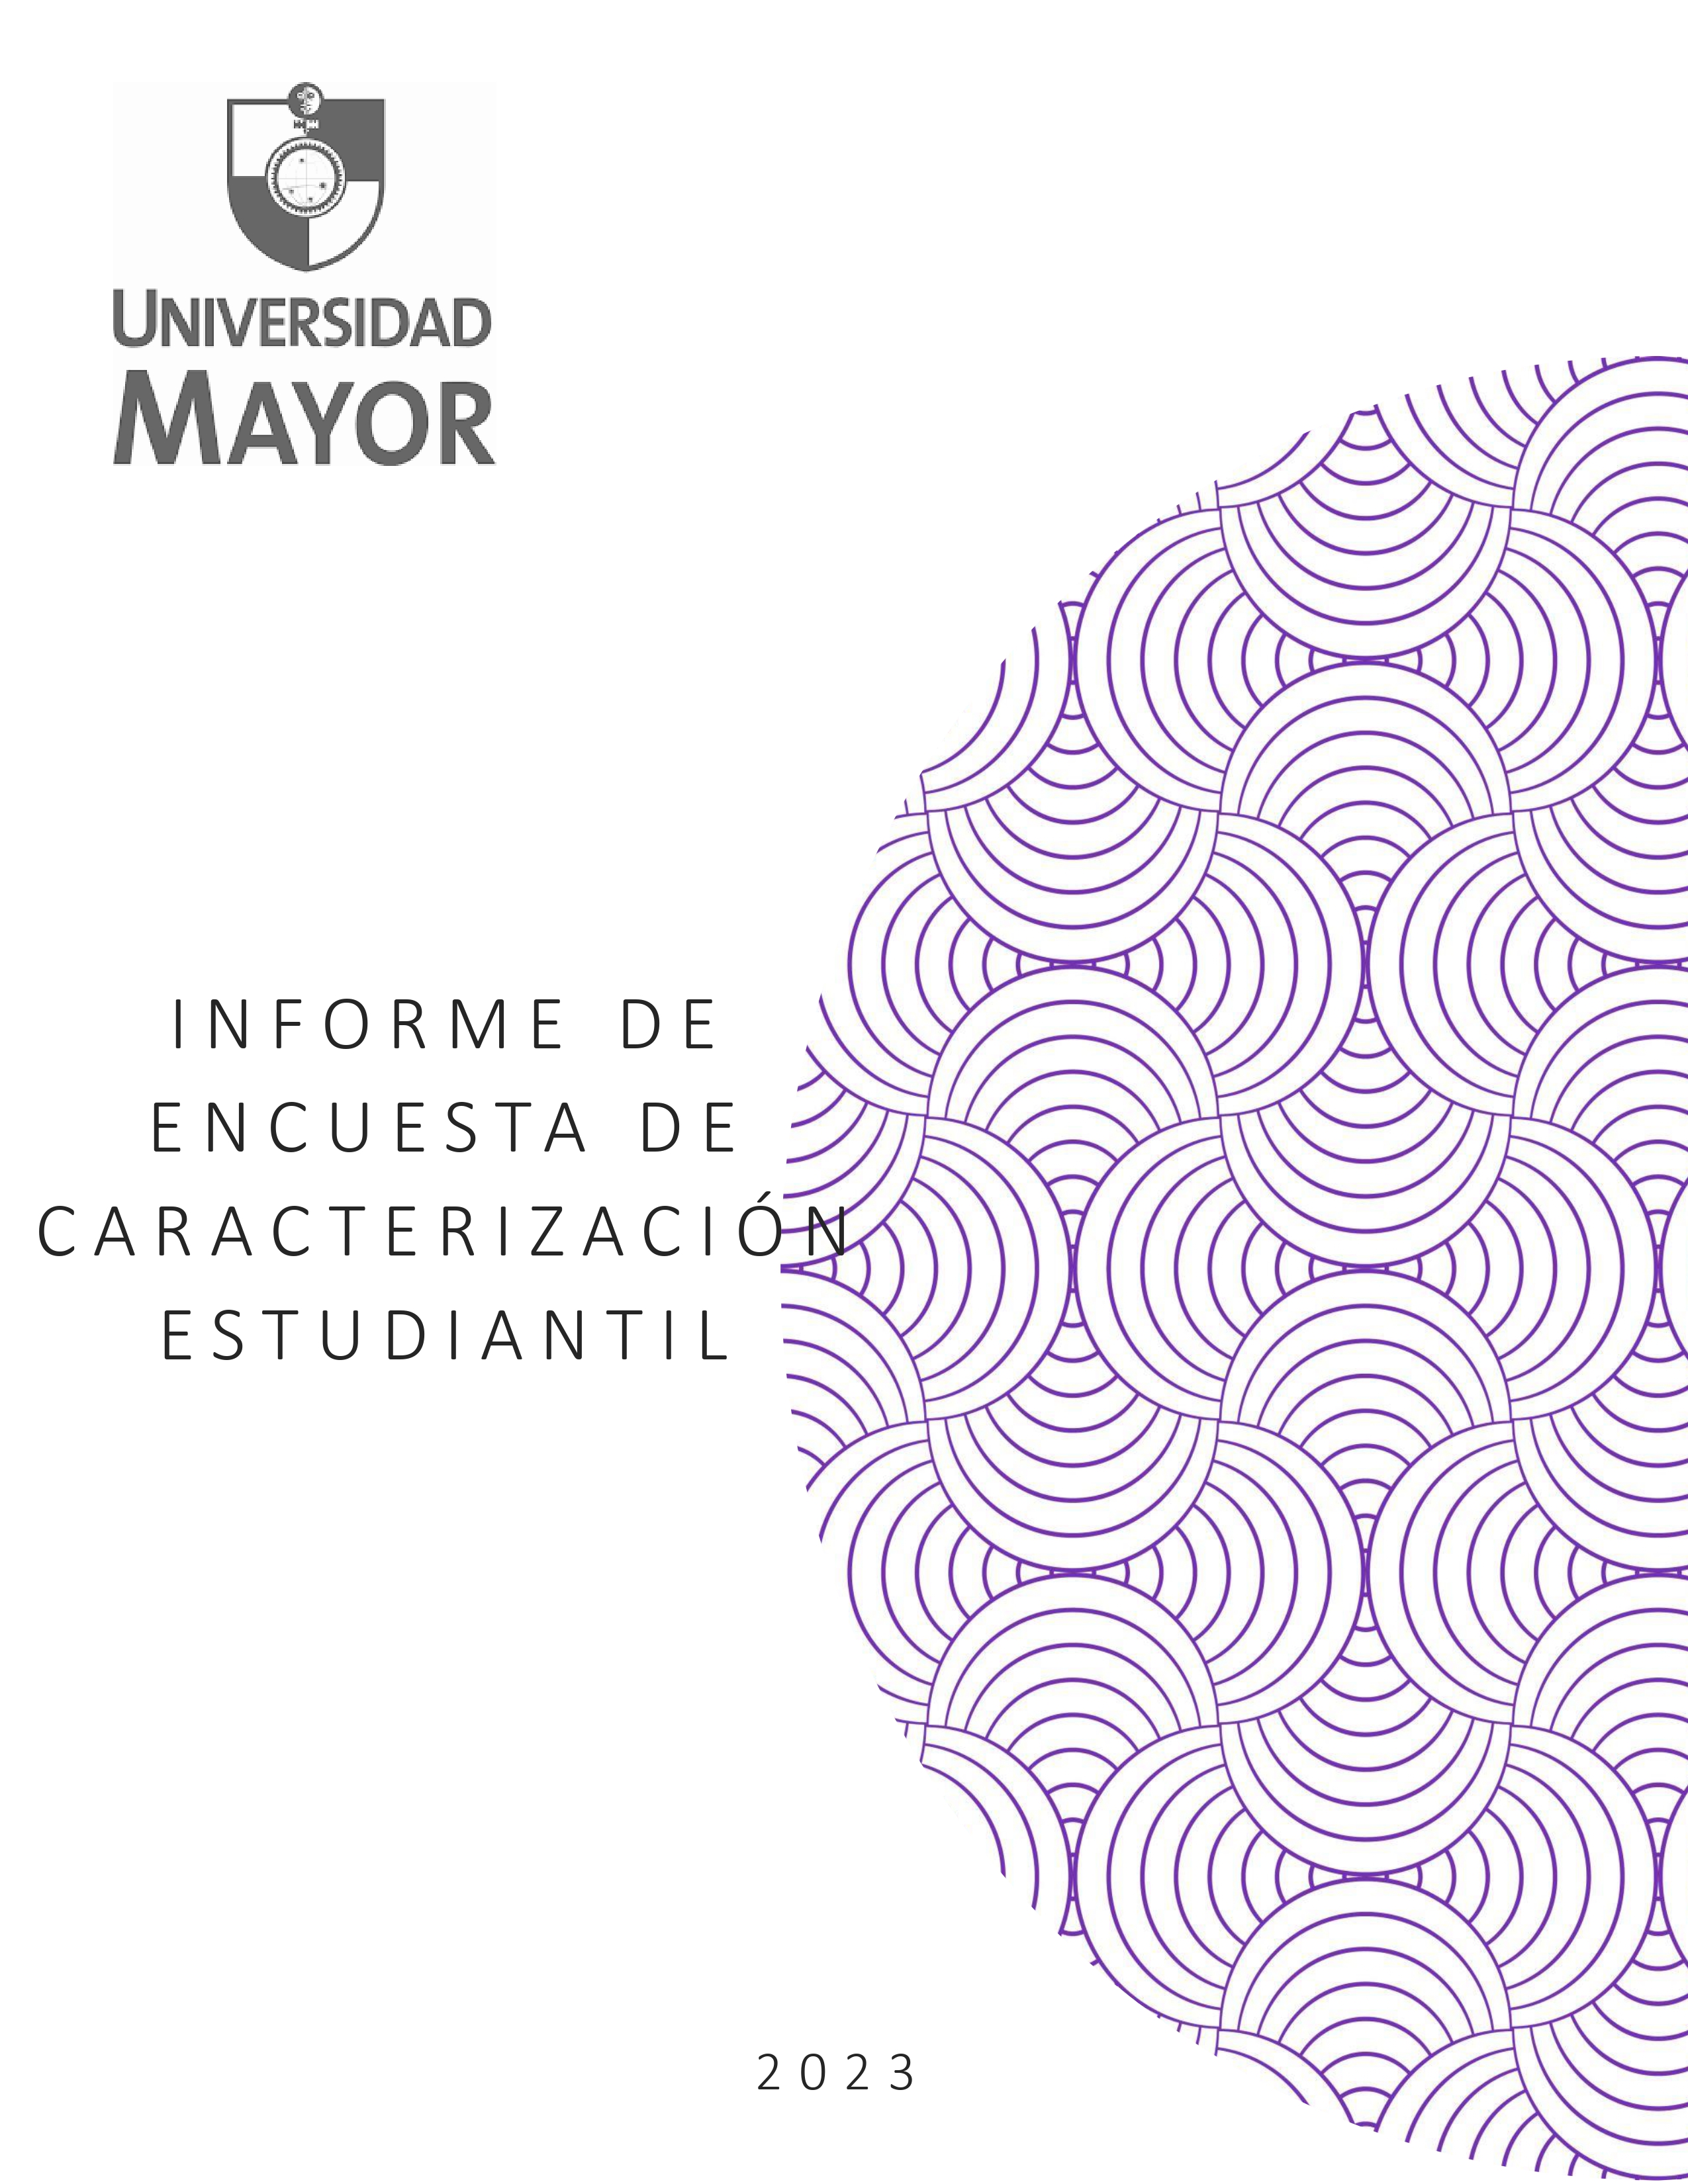 UNIVERSIDAD
MAYOR
INFORME DE
ENCUESTA DE
CARACTERIZACIÓN
ESTUDIANTIL
2023